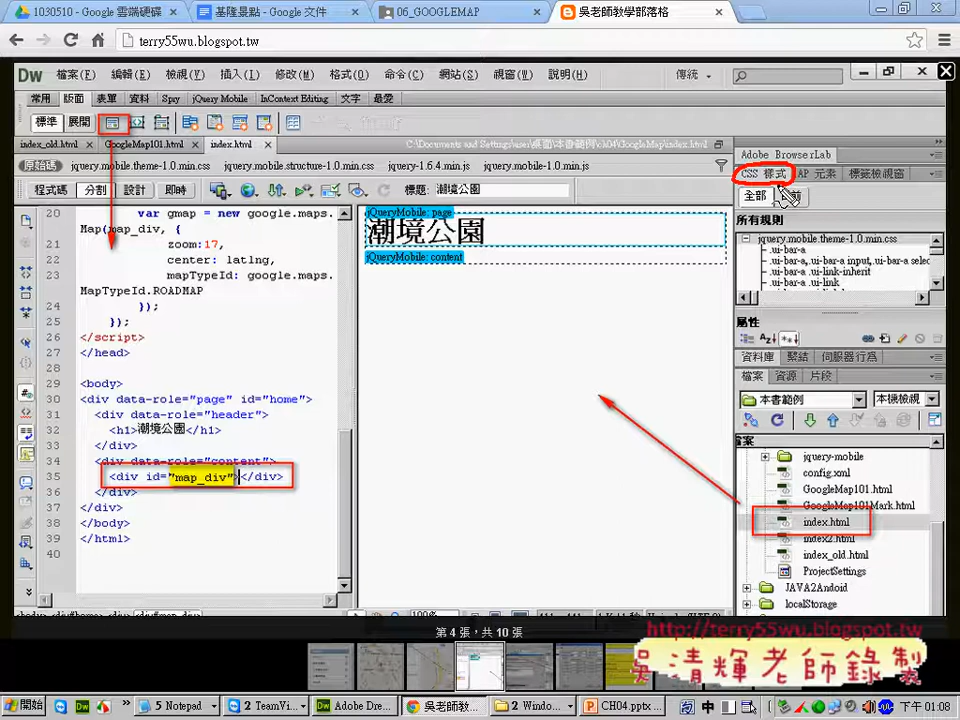 1030510 - Google 雲端硬碟
基隆景點 - Google 文件
06_GOOGLEMAP
吳老師教學部落格
terry55wu.blogspot.tw
Dw 檔案(F) 編輯(E) 檢視(V) 插入(I) 修改(M) 格式(O) 命令(C) 網站(S) 視窗(W) 說明(H) 傳統
常用 版面 表單 資料 Spry jQuery Mobile InContext Editing 文字 最愛
標準 展開
index_old.html GoogleMap101.html index.html
原始碼 jquery.mobile.theme-1.0.min.css jquery.mobile.structure-1.0.min.css jquery-1.6.4.min.js jquery.mobile-1.0.min.js
程式碼 分割 設計 即時 標題: 潮境公園
20 var gmap = new google.maps.
Map(map_div, {
21 zoom:17,
22 center: latlng,
23 mapTypeId: google.maps.
MapTypeId.ROADMAP
24 });
25 });
26 </script>
27 </head>
28
29 <body>
30 <div data-role="page" id="home">
31 <div data-role="header">
32 <h1>潮境公園</h1>
33 </div>
34 <div data-role="content">
35 <div id="map_div"></div>
36 </div>
37 </div>
38 </body>
39 </html>
40
jQueryMobile: page
潮境公園
jQueryMobile: content
Adobe BrowserLab
CSS 樣式 AP 元素 標籤檢視窗
全部
所有規則
jquery.mobile.theme-1.0.min.css
.ui-bar-a
.ui-bar-a,.ui-bar-a input,.ui-bar-a selec
.ui-bar-a .ui-link-inherit
.ui-bar-a .ui-link
屬性
資料庫 繫結 伺服器行為
檔案 資源 片段
本書範例 本機檢視
jquery-mobile
config.xml
GoogleMap101.html
GoogleMap101Mark.html
index.html
index2.html
index_old.html
ProjectSettings
JAVA2Andoid
localStorage
100%
第 4 張，共 10 張
http://terry55wu.blogspot.tw
吳清輝老師錄製
開始
5 Notepad
2 TeamVi...
Adobe Dre...
吳老師教...
2 Windo...
CH04.pptx ...
中
下午 01:08